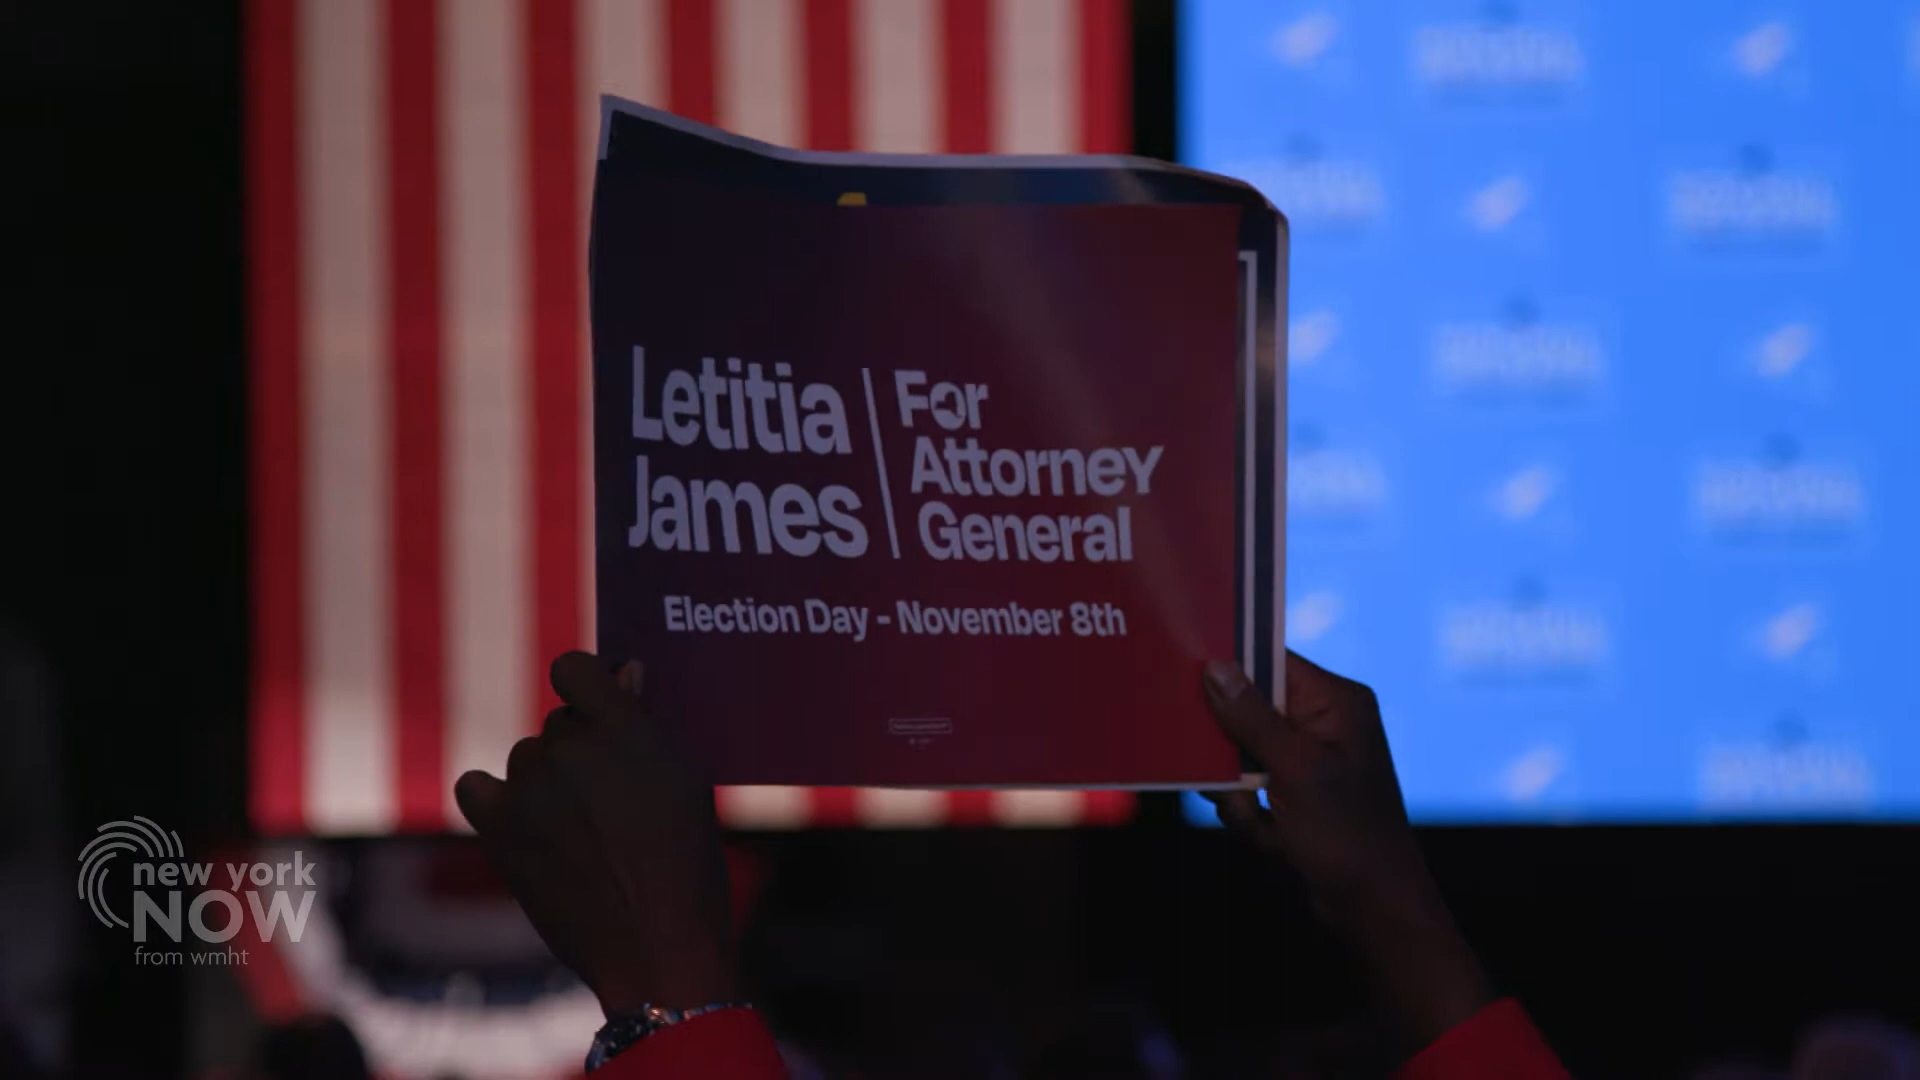 Letitia
James
For
Attorney
General
Election Day - November 8th
new york
NOW
from wmht